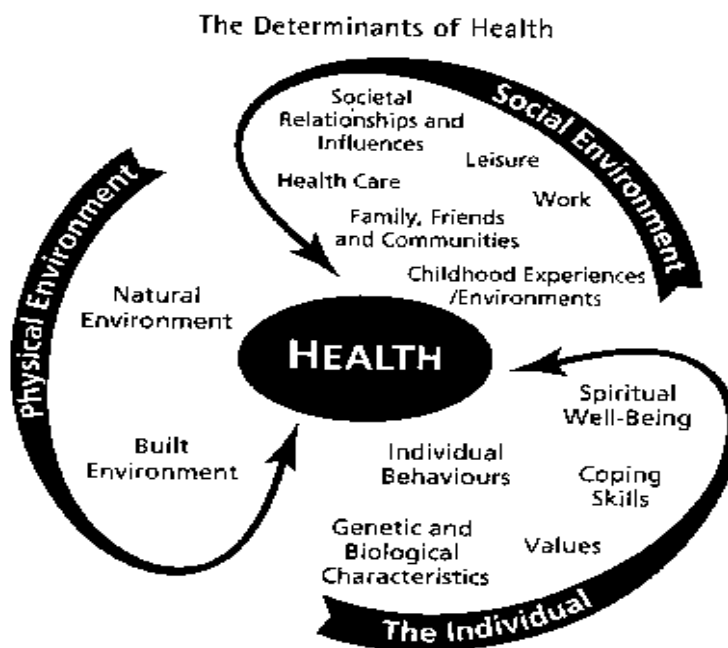 The Determinants of Health
Social Environment
Societal
Relationships and
Influences
Leisure
Health Care
Work
Family, Friends
and Communities
Childhood Experiences
/Environments
Physical Environment
Natural
Environment
Built
Environment
HEALTH
Spiritual
Well-Being
Individual
Behaviours
Coping
Skills
Genetic and
Biological
Characteristics
Values
The Individual